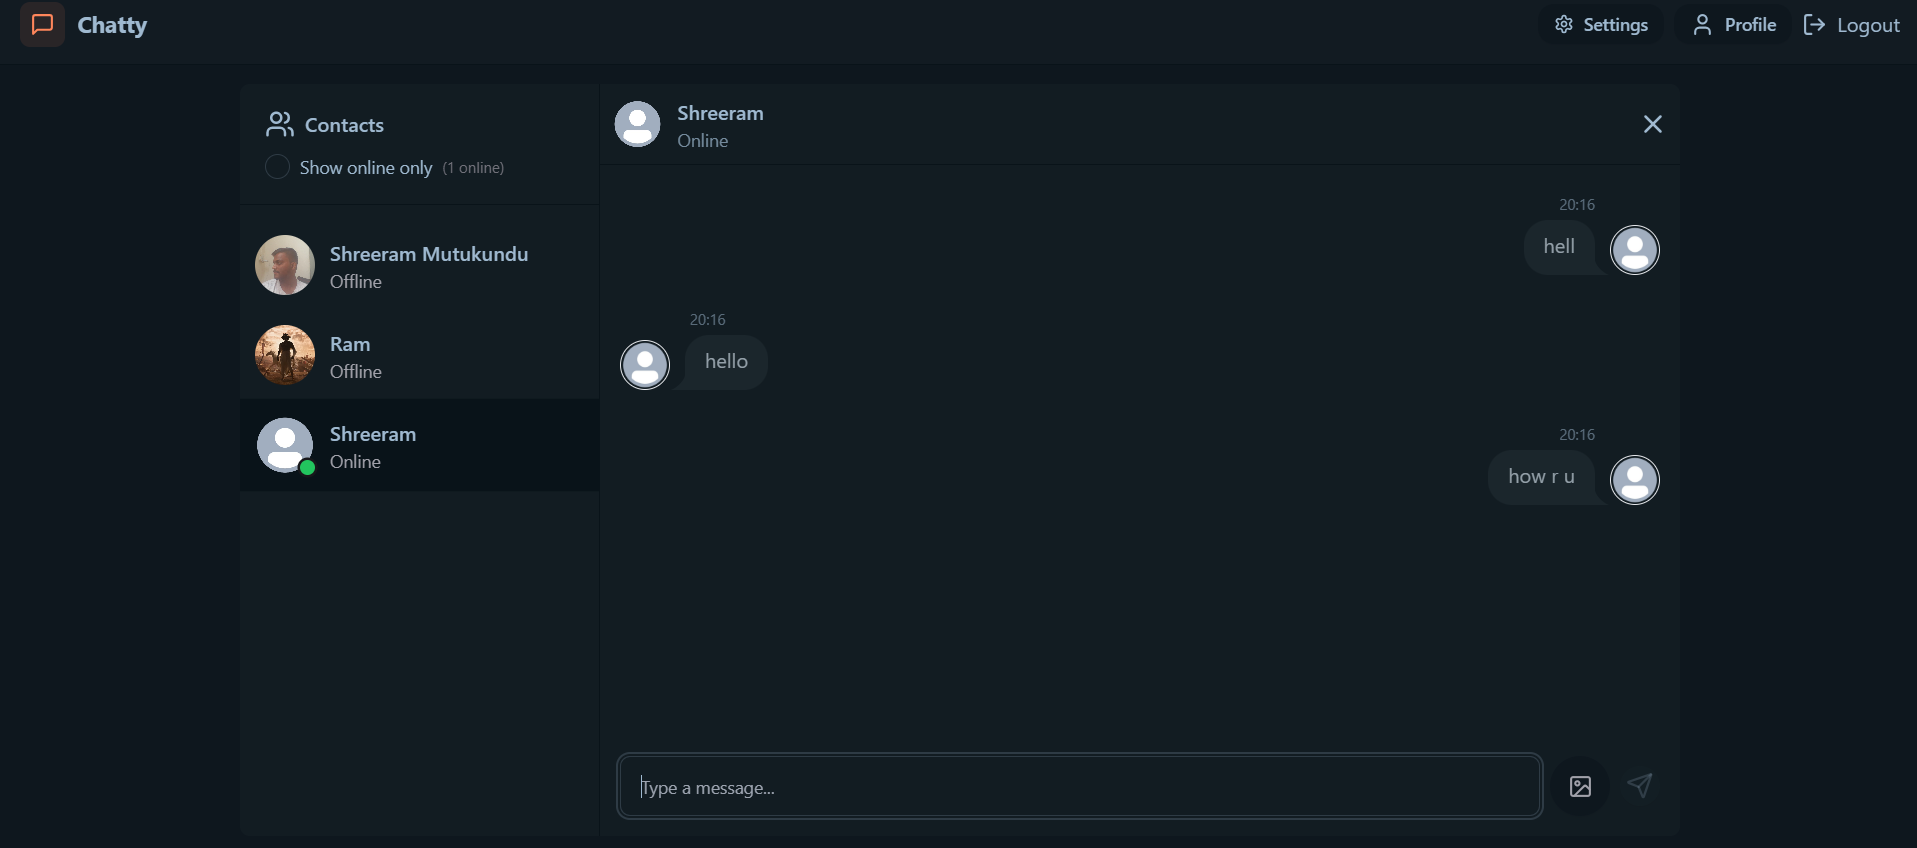 Chatty
Settings
Profile
Logout
Contacts
Show online only (1 online)
Shreeram Mutukundu
Offline
Ram
Offline
Shreeram
Online
Shreeram
Online
20:16
hell
20:16
hello
20:16
how r u
Type a message...